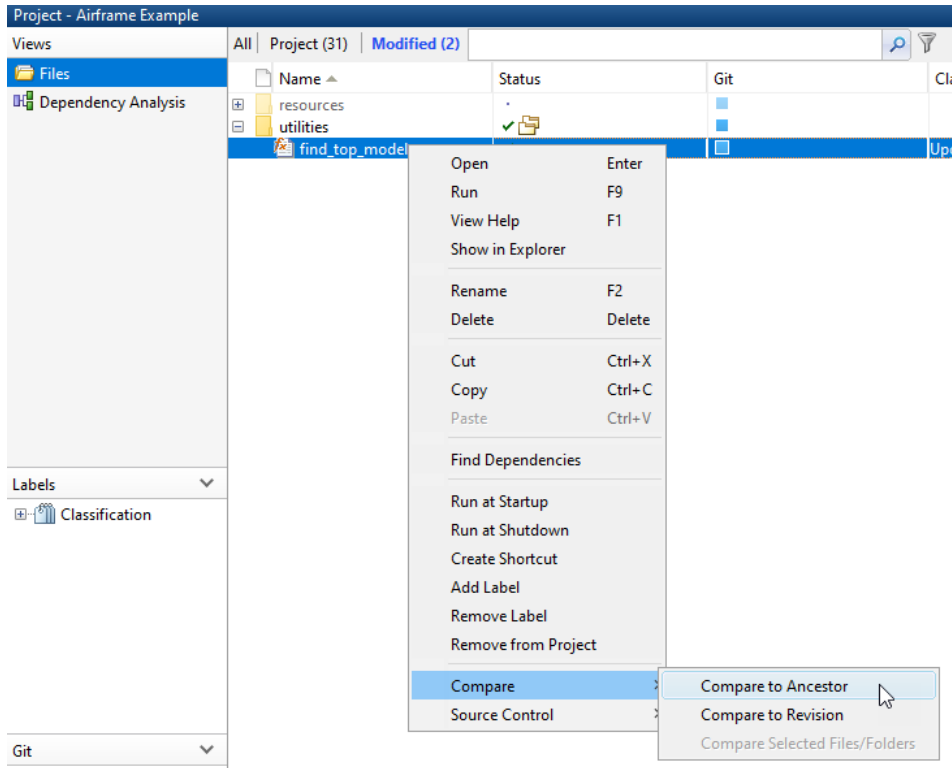 Project - Airframe Example
Views
All Project (31) Modified (2)
Files
Name Status Git
Dependency Analysis
resources
utilities
find_top_model
Open Enter
Run F9
View Help F1
Show in Explorer
Rename F2
Delete Delete
Cut Ctrl+X
Copy Ctrl+C
Paste Ctrl+V
Find Dependencies
Labels
Classification
Run at Startup
Run at Shutdown
Create Shortcut
Add Label
Remove Label
Remove from Project
Compare
Compare to Ancestor
Source Control
Compare to Revision
Compare Selected Files/Folders
Git